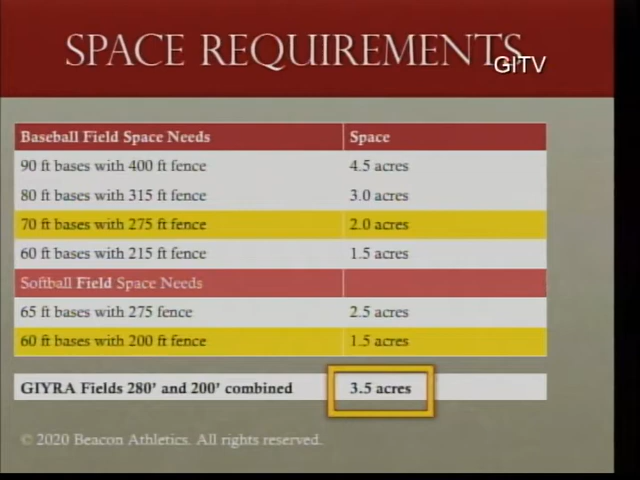 SPACE REQUIREMENTS
GITV
Baseball Field Space Needs Space
90 ft bases with 400 ft fence 4.5 acres
80 ft bases with 315 ft fence 3.0 acres
70 ft bases with 275 ft fence 2.0 acres
60 ft bases with 215 ft fence 1.5 acres
Softball Field Space Needs
65 ft bases with 275 fence 2.5 acres
60 ft bases with 200 ft fence 1.5 acres
GIYRA Fields 280' and 200' combined 3.5 acres
© 2020 Beacon Athletics. All rights reserved.